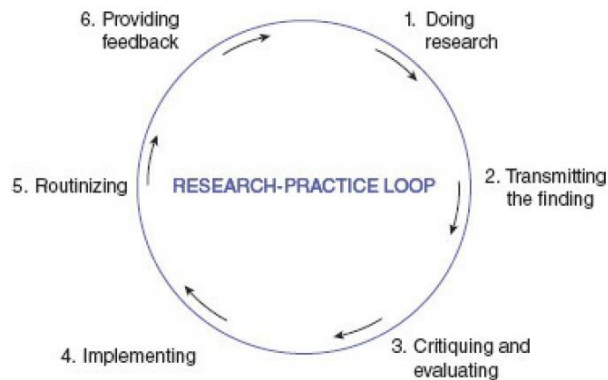 6. Providing
feedback
1. Doing
research
5. Routinizing
RESEARCH-PRACTICE LOOP
2. Transmitting
the finding
4. Implementing
3. Critiquing and
evaluating